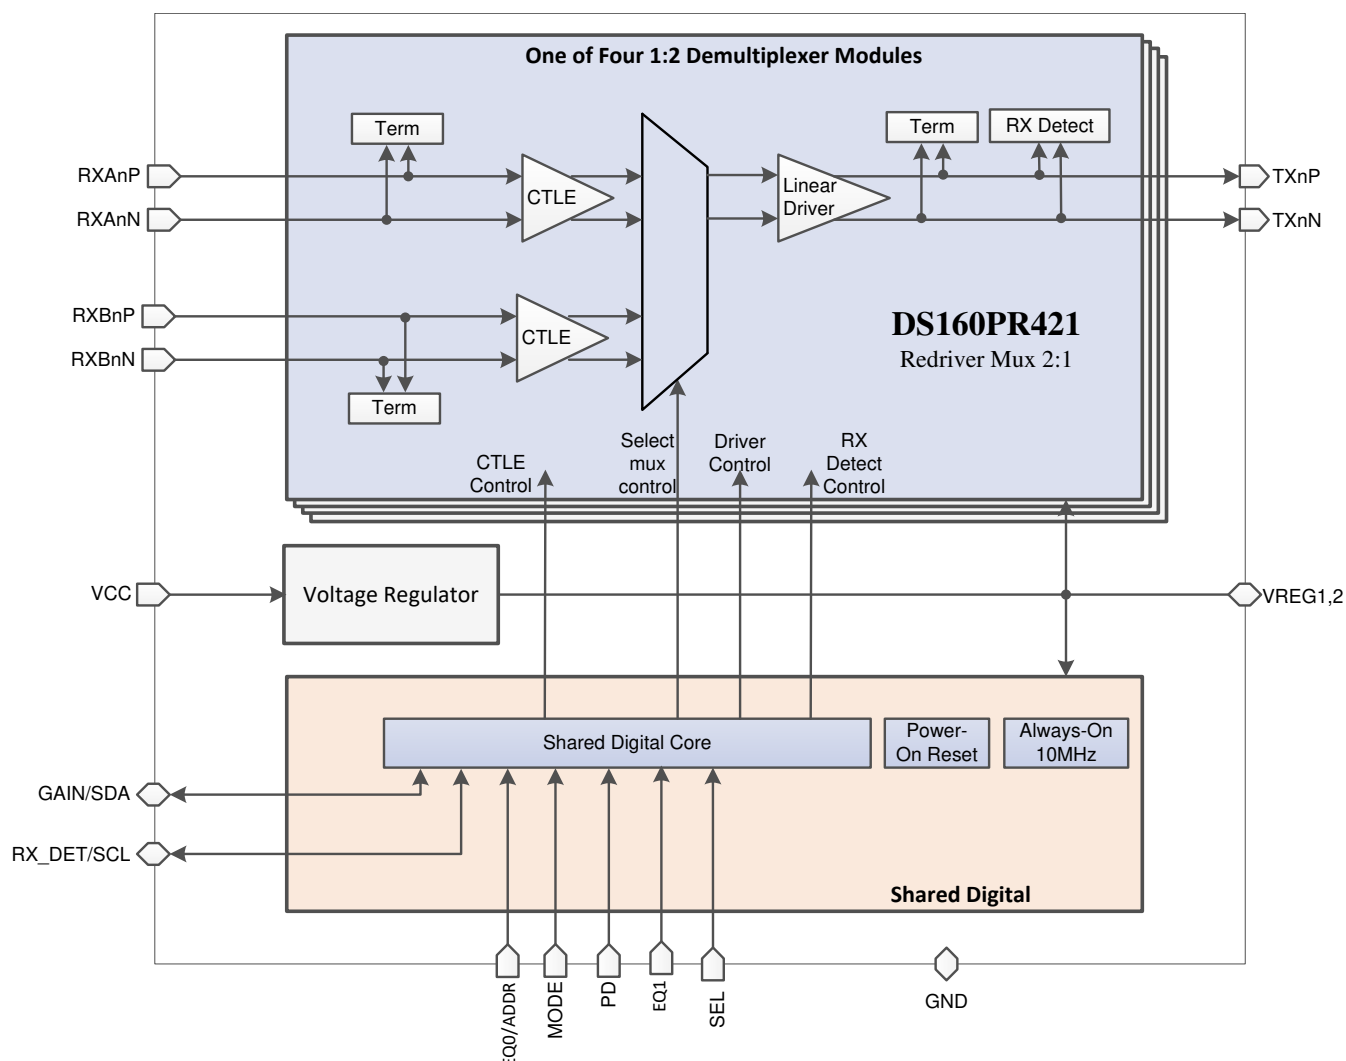 One of Four 1:2 Demultiplexer Modules
Term
Term
RX Detect
RXAnP
CTLE
Linear
Driver
TXnP
RXAnN
TXnN
RXBnP
RXBnN
CTLE
Term
DS160PR421
Redriver Mux 2:1
CTLE
Control
Select
mux
control
Driver
Control
RX
Detect
Control
VCC
Voltage Regulator
VREG1,2
Shared Digital Core
Power-
On Reset
Always-On
10MHz
GAIN/SDA
RX_DET/SCL
Shared Digital
EQ0/ADDR
MODE
PD
EQ1
SEL
GND